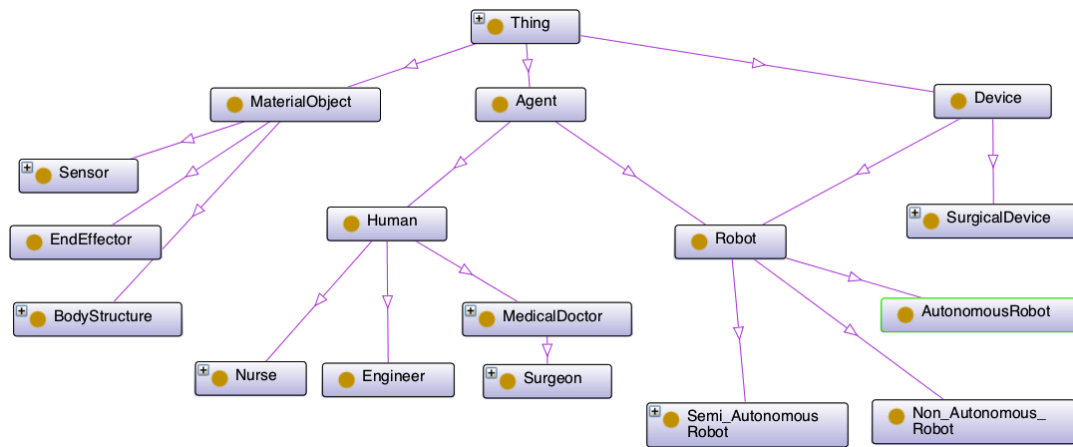 Thing
MaterialObject
Agent
Device
Sensor
Human
SurgicalDevice
EndEffector
Robot
BodyStructure
MedicalDoctor
AutonomousRobot
Nurse
Engineer
Surgeon
Semi_Autonomous
Robot
Non_Autonomous_
Robot